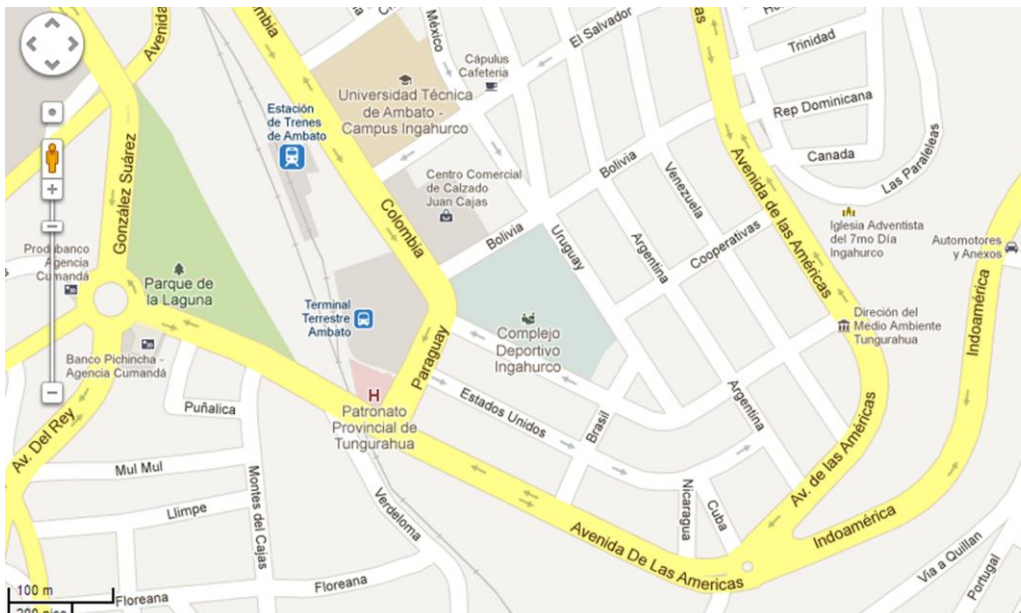 Avenida
México
Colombia
El Salvador
Universidad Técnica
de Ambato -
Campus Ingahurco
Cápulus
Cafeteria
Estación
de Trenes
de Ambato
Centro Comercial
de Calzado
Juan Cajas
Colombia
Bolivia
Bolivia
Uruguay
Argentina
Venezuela
Cooperativas
Avenida de las Américas
Trinidad
Rep Dominicana
Canada
Las Paraleleas
Iglesia Adventista
del 7mo Día
Ingahurco
Automotores
y Anexos
Indoamérica
Direción del
Medio Ambiente
Tungurahua
González Suárez
Produbanco
Agencia
Cumandá
Parque de
la Laguna
Terminal
Terrestre
Ambato
Complejo
Deportivo
Ingahurco
Paraguay
Banco Pichincha -
Agencia Cumandá
H
Patronato
Provincial de
Tungurahua
Estados Unidos
Brasil
Argentina
Av. de las Américas
Av. Del Rey
Puñalica
Mul Mul
Llimpe
Montes del Cajas
Verdeloma
Nicaragua
Cuba
Indoamérica
Avenida De Las Americas
Via a Quillan
Portugal
Floreana
Floreana
100 m